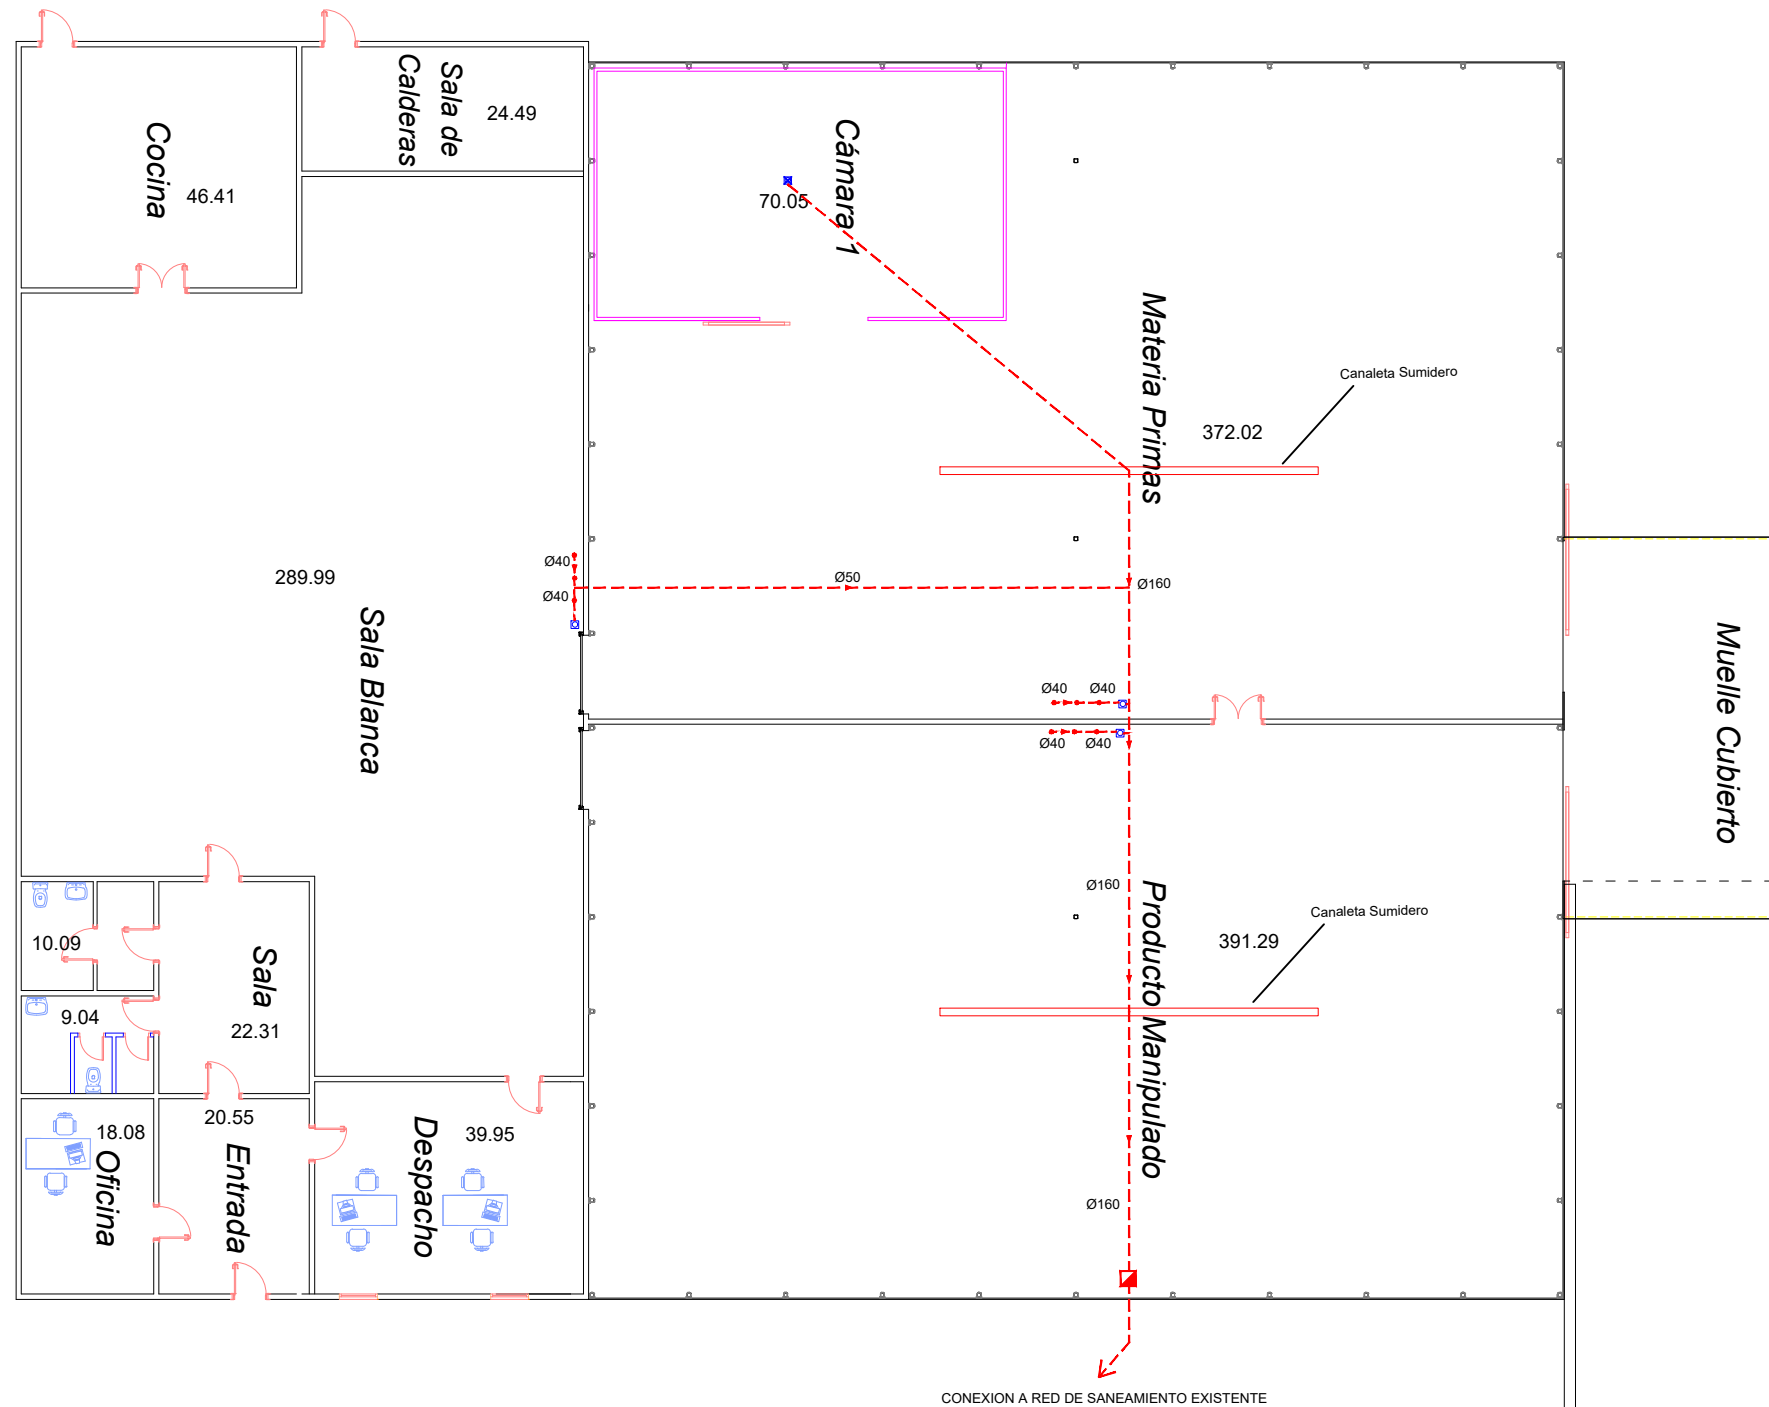 Cocina
46.41
Sala de
Calderas
24.49
Cámara 1
70.05
Materia Primas
372.02
Canaleta Sumidero
289.99
Sala Blanca
Ø40
Ø40
Ø50
Ø160
Ø40
Ø40
Ø40
Ø40
Muelle Cubierto
Ø160
Producto Manipulado
391.29
Canaleta Sumidero
10.09
9.04
Sala
22.31
18.08
Oficina
20.55
Entrada
Despacho
39.95
Ø160
CONEXION A RED DE SANEAMIENTO EXISTENTE